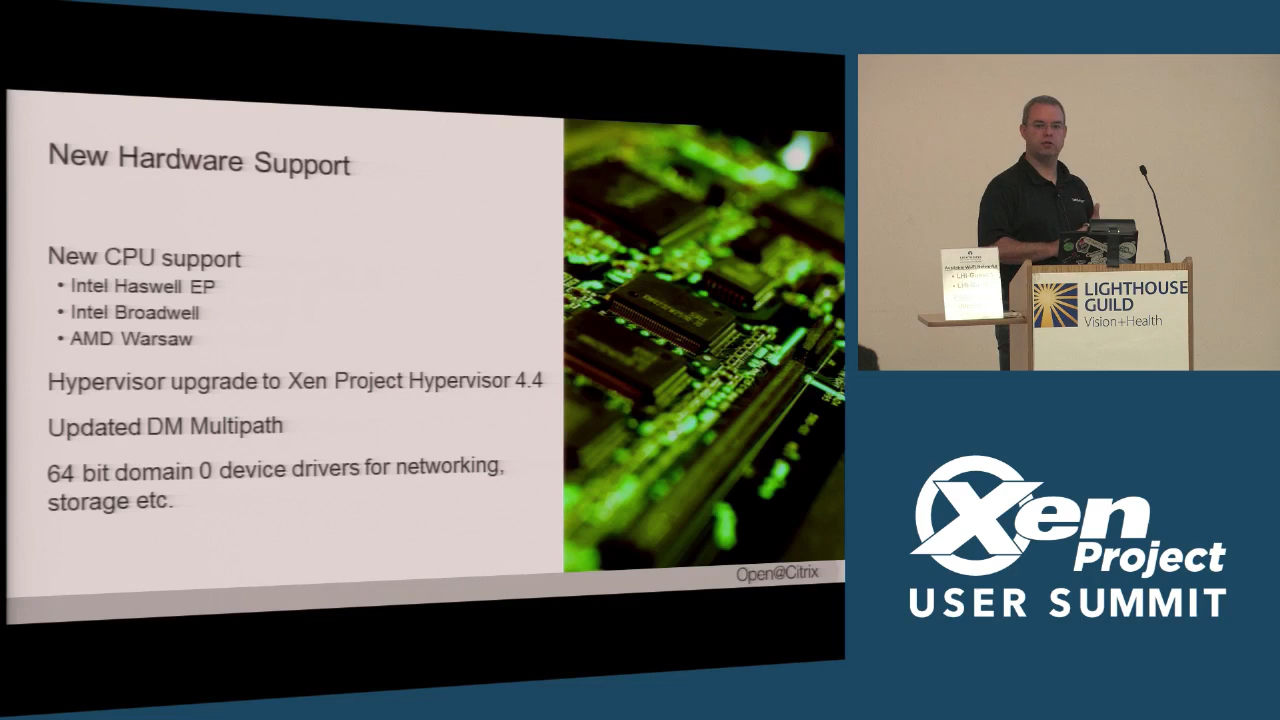 New Hardware Support
New CPU support
• Intel Haswell EP
• Intel Broadwell
• AMD Warsaw
Hypervisor upgrade to Xen Project Hypervisor 4.4
Updated DM Multipath
64 bit domain 0 device drivers for networking,
storage etc.
Open@Citrix
LIGHTHOUSE
GUILD
Vision+Health
Xen
Project
USER SUMMIT